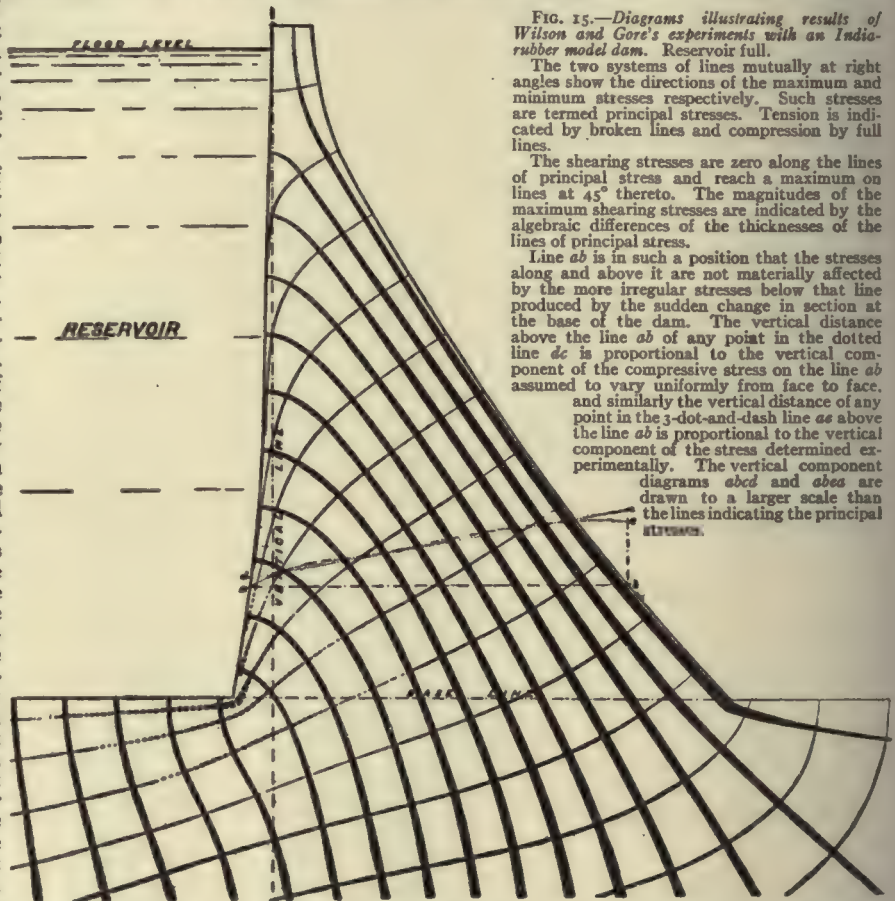 FLOOD LEVEL
RESERVOIR
VERTICAL LINE
BASE LINE
FIG. 15.—Diagrams illustrating results of
Wilson and Gore's experiments with an India-
rubber model dam. Reservoir full.
The two systems of lines mutually at right
angles show the directions of the maximum and
minimum stresses respectively. Such stresses
are termed principal stresses. Tension is indi-
cated by broken lines and compression by full
lines.
The shearing stresses are zero along the lines
of principal stress and reach a maximum on
lines at 45° thereto. The magnitudes of the
maximum shearing stresses are indicated by the
algebraic differences of the thicknesses of the
lines of principal stress.
Line ab is in such a position that the stresses
along and above it are not materially affected
by the more irregular stresses below that line
produced by the sudden change in section at
the base of the dam. The vertical distance
above the line ab of any point in the dotted
line dc is proportional to the vertical com-
ponent of the compressive stress on the line ab
assumed to vary uniformly from face to face.
and similarly the vertical distance of any
point in the 3-dot-and-dash line ae above
the line ab is proportional to the vertical
component of the stress determined ex-
perimentally. The vertical component
diagrams abcd and abea are
drawn to a larger scale than
the lines indicating the principal
stresses.